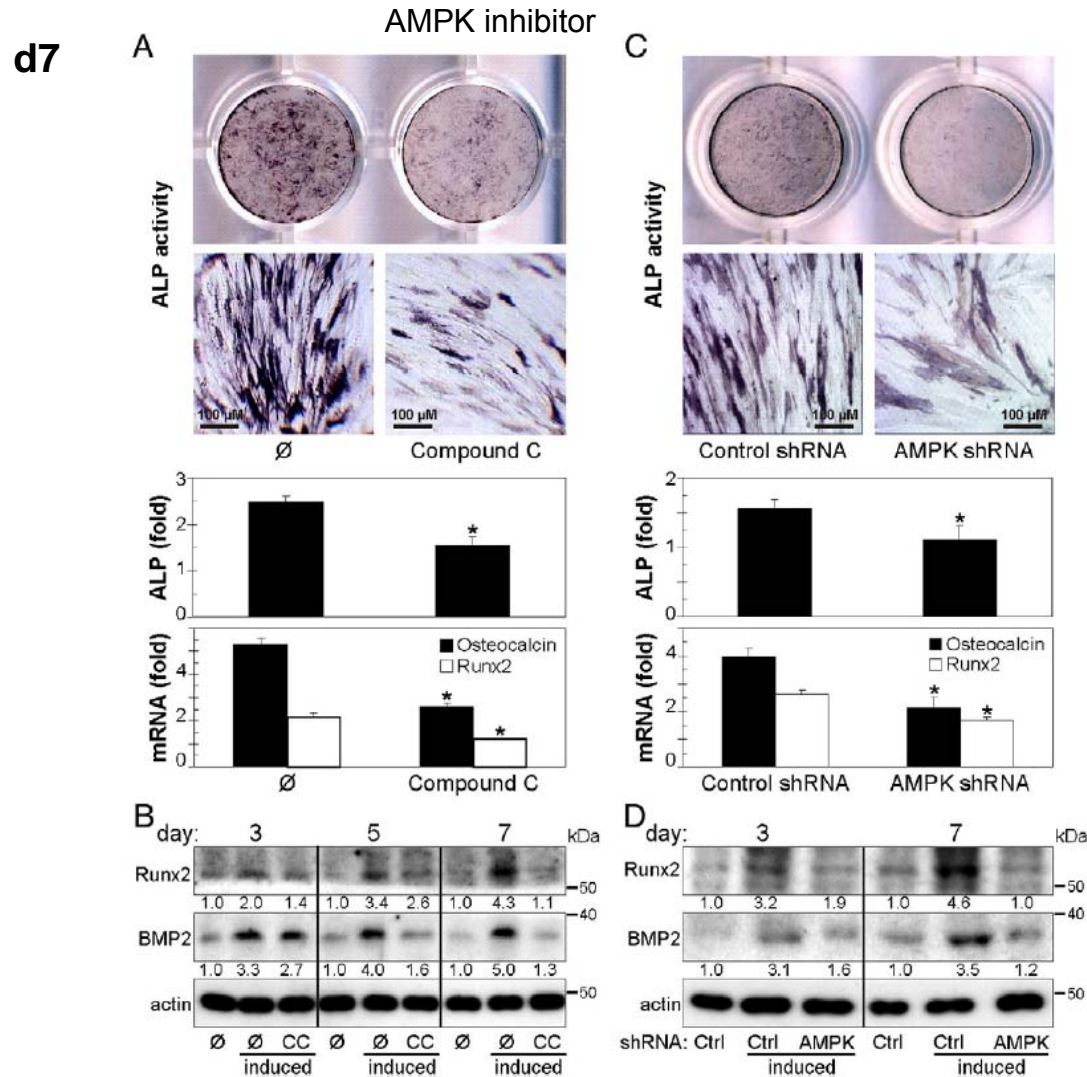 AMPK inhibitor
d7
A
C
ALP activity
ALP activity
100 µM
100 µM
100 µM
100 µM
Ø Compound C
Control shRNA AMPK shRNA
ALP (fold)
3
2
1
0
ALP (fold)
2
1
0
*
*
mRNA (fold)
4
2
0
Osteocalcin
Runx2
* *
Ø Compound C
mRNA (fold)
4
2
0
Osteocalcin
Runx2
* *
Control shRNA AMPK shRNA
B
day: 3 5 7 kDa
Runx2
50
1.0 2.0 1.4 1.0 3.4 2.6 1.0 4.3 1.1
40
BMP2
1.0 3.3 2.7 1.0 4.0 1.6 1.0 5.0 1.3
actin
50
Ø Ø CC Ø Ø CC Ø Ø CC
induced induced induced
D
day: 3 7 kDa
Runx2
50
1.0 3.2 1.9 1.0 4.6 1.0
40
BMP2
1.0 3.1 1.6 1.0 3.5 1.2
actin
50
shRNA: Ctrl Ctrl AMPK Ctrl Ctrl AMPK
induced induced